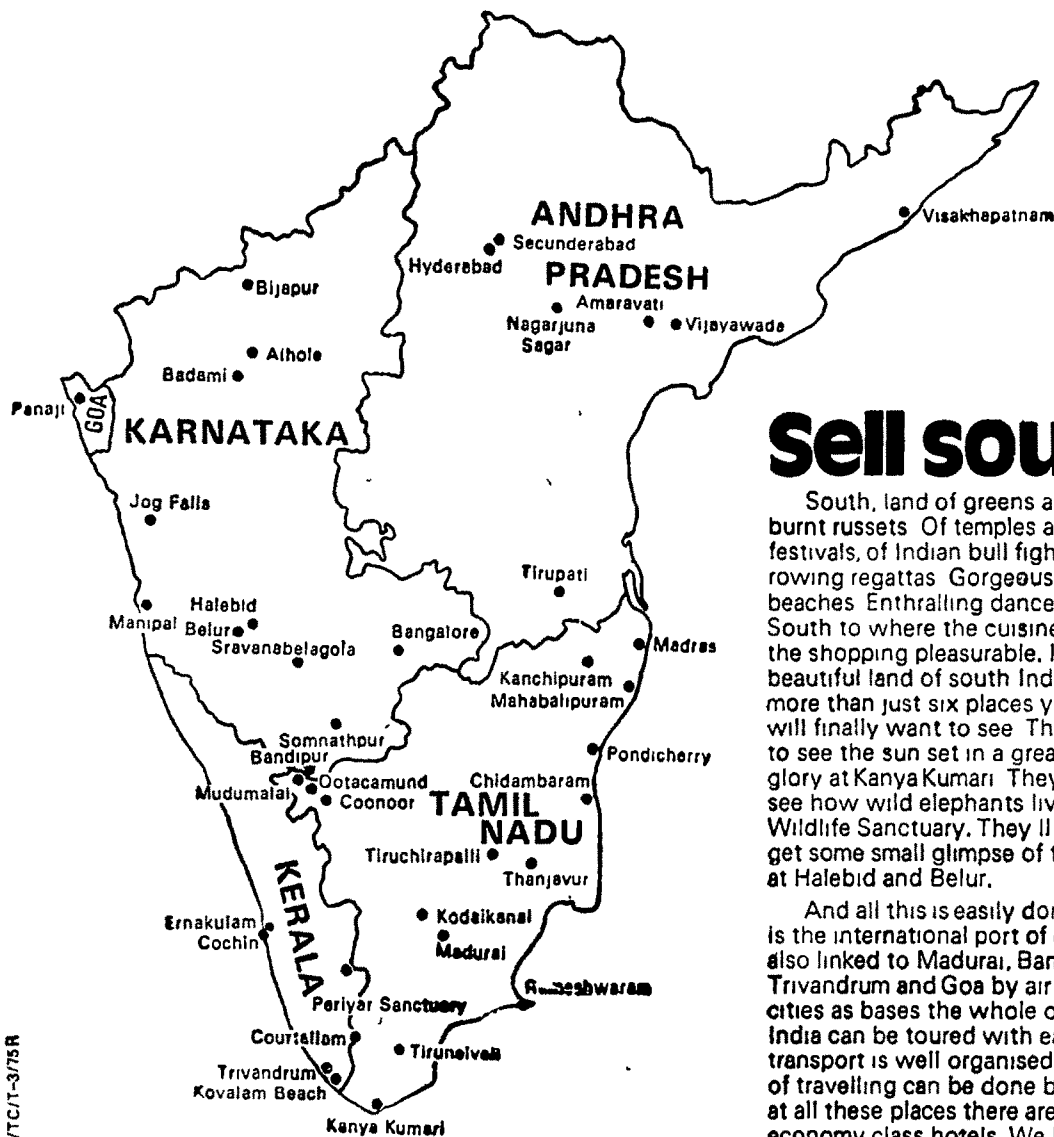 ANDHRA
PRADESH
Visakhapatnam
Secunderabad
Hyderabad
Amaravati
Nagarjuna
Sagar
Vijayawada
Bijapur
Aihole
Badami
Panaji
GOA
KARNATAKA
Jog Falls
Tirupati
Manipal
Halebid
Belur
Sravanabelagola
Bangalore
Madras
Kanchipuram
Mahabalipuram
Somnathpur
Bandipur
Pondicherry
Mudumalai
Ootacamund
Coonoor
Chidambaram
TAMIL
NADU
Tiruchirapalli
Thanjavur
KERALA
Ernakulam
Cochin
Kodaikanal
Madurai
Periyar Sanctuary
Rameshwaram
Courtallam
Tirunelveli
Trivandrum
Kovalam Beach
Kanya Kumari
/TC/T-3/75R
Sell sou
South, land of greens a
burnt russets Of temples a
festivals, of Indian bull figh
rowing regattas Gorgeous
beaches Enthralling dance
South to where the cuisine
the shopping pleasurable.
beautiful land of south Ind
more than just six places y
will finally want to see Th
to see the sun set in a grea
glory at Kanya Kumari They
see how wild elephants liv
Wildlife Sanctuary. They ll
get some small glimpse of t
at Halebid and Belur.
And all this is easily don
is the international port of
also linked to Madurai, Ban
Trivandrum and Goa by air
cities as bases the whole o
India can be toured with ea
transport is well organised
of travelling can be done b
at all these places there are
economy class hotels. We